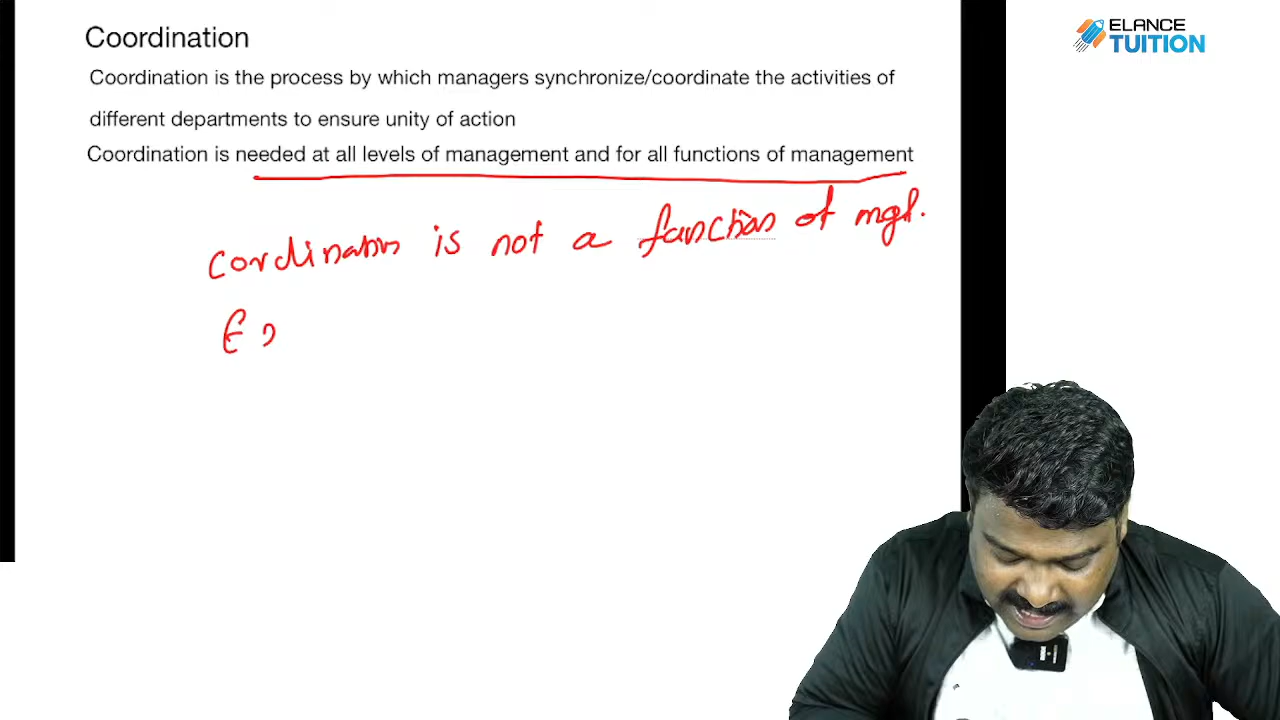 Coordination
ELANCE
TUITION
Coordination is the process by which managers synchronize/coordinate the activities of
different departments to ensure unity of action
Coordination is needed at all levels of management and for all functions of management
cordination is not a function of mgt.